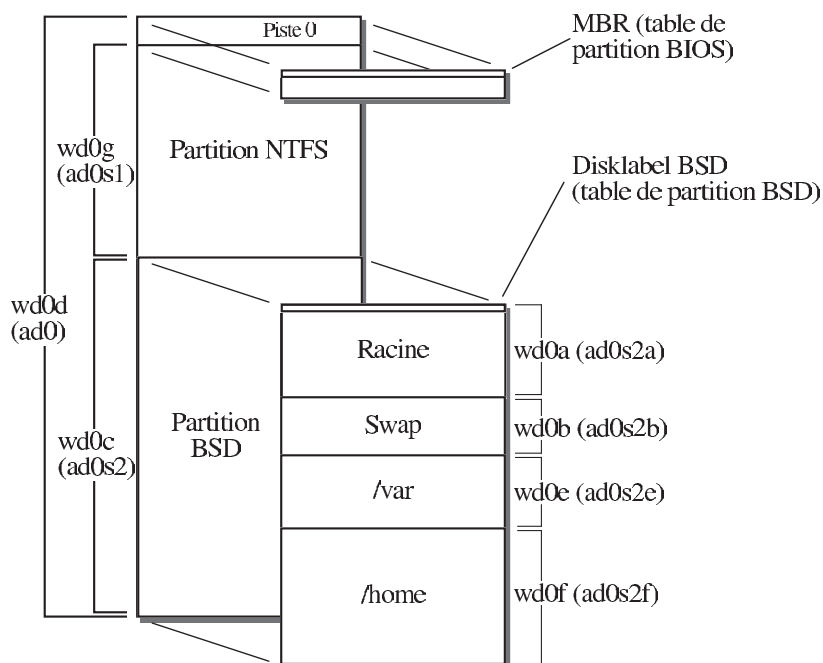 Piste 0
MBR (table de
partition BIOS)
wd0g
(ad0s1)
Partition NTFS
Disklabel BSD
(table de partition BSD)
wd0d
(ad0)
Racine
wd0a (ad0s2a)
wd0c
(ad0s2)
Partition
BSD
Swap
wd0b (ad0s2b)
/var
wd0e (ad0s2e)
/home
wd0f (ad0s2f)